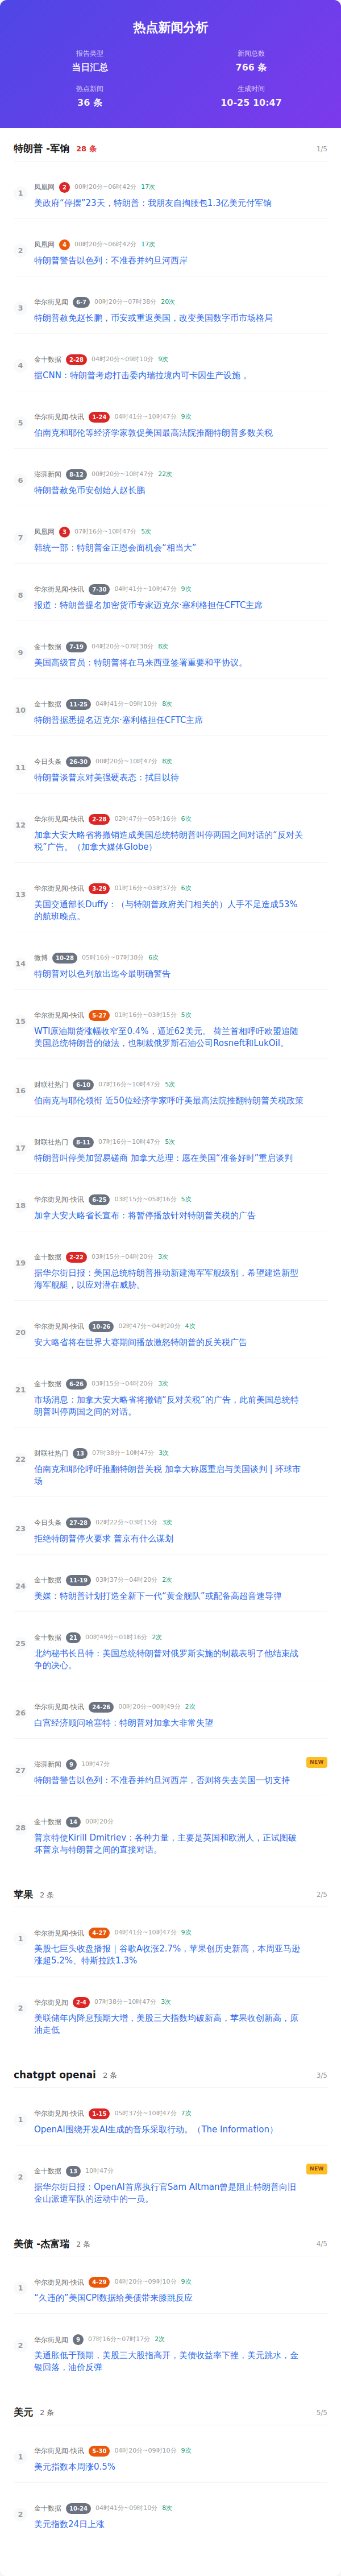 热点新闻分析
报告类型
当日汇总
新闻总数
766 条
热点新闻
36 条
生成时间
10-25 10:47
特朗普 -军饷 28 条 1/5
1
凤凰网 2 00时20分~06时42分 17次
美政府“停摆”23天，特朗普：我朋友自掏腰包1.3亿美元付军饷
2
凤凰网 4 00时20分~06时42分 17次
特朗普警告以色列：不准吞并约旦河西岸
3
华尔街见闻 6-7 00时20分~07时38分 20次
特朗普赦免赵长鹏，币安或重返美国，改变美国数字币市场格局
4
金十数据 2-28 04时20分~09时10分 9次
据CNN：特朗普考虑打击委内瑞拉境内可卡因生产设施 。
5
华尔街见闻-快讯 1-24 04时41分~10时47分 9次
伯南克和耶伦等经济学家敦促美国最高法院推翻特朗普多数关税
6
澎湃新闻 8-12 00时20分~10时47分 22次
特朗普赦免币安创始人赵长鹏
7
凤凰网 3 07时16分~10时47分 5次
韩统一部：特朗普金正恩会面机会“相当大”
8
华尔街见闻-快讯 7-30 04时41分~10时47分 9次
报道：特朗普提名加密货币专家迈克尔·塞利格担任CFTC主席
9
金十数据 7-19 04时20分~07时38分 8次
美国高级官员：特朗普将在马来西亚签署重要和平协议。
10
金十数据 11-25 04时41分~09时10分 8次
特朗普据悉提名迈克尔·塞利格担任CFTC主席
11
今日头条 26-30 00时20分~10时47分 8次
特朗普谈普京对美强硬表态：拭目以待
12
华尔街见闻-快讯 2-28 02时47分~05时16分 6次
加拿大安大略省将撤销造成美国总统特朗普叫停两国之间对话的“反对关
税”广告。（加拿大媒体Globe）
13
华尔街见闻-快讯 3-29 01时16分~03时37分 6次
美国交通部长Duffy：（与特朗普政府关门相关的）人手不足造成53%
的航班晚点。
14
微博 10-28 05时16分~07时38分 6次
特朗普对以色列放出迄今最明确警告
15
华尔街见闻-快讯 5-27 01时16分~03时15分 5次
WTI原油期货涨幅收窄至0.4%，逼近62美元。 荷兰首相呼吁欧盟追随
美国总统特朗普的做法，也制裁俄罗斯石油公司Rosneft和LukOil。
16
财联社热门 6-10 07时16分~10时47分 5次
伯南克与耶伦领衔 近50位经济学家呼吁美最高法院推翻特朗普关税政策
17
财联社热门 8-11 07时16分~10时47分 5次
特朗普叫停美加贸易磋商 加拿大总理：愿在美国“准备好时”重启谈判
18
华尔街见闻-快讯 6-25 03时15分~05时16分 5次
加拿大安大略省长宣布：将暂停播放针对特朗普关税的广告
19
金十数据 2-22 03时15分~04时20分 3次
据华尔街日报：美国总统特朗普推动新建海军军舰级别，希望建造新型
海军舰艇，以应对潜在威胁。
20
华尔街见闻-快讯 10-26 02时47分~04时20分 4次
安大略省将在世界大赛期间播放激怒特朗普的反关税广告
21
金十数据 6-26 03时15分~04时20分 3次
市场消息：加拿大安大略省将撤销“反对关税”的广告，此前美国总统特
朗普叫停两国之间的对话。
22
财联社热门 13 07时38分~10时47分 3次
伯南克和耶伦呼吁推翻特朗普关税 加拿大称愿重启与美国谈判 | 环球市
场
23
今日头条 27-28 02时22分~03时15分 3次
拒绝特朗普停火要求 普京有什么谋划
24
金十数据 11-19 03时37分~04时20分 2次
美媒：特朗普计划打造全新下一代“黄金舰队”或配备高超音速导弹
25
金十数据 21 00时49分~01时16分 2次
北约秘书长吕特：美国总统特朗普对俄罗斯实施的制裁表明了他结束战
争的决心。
26
华尔街见闻-快讯 24-26 00时20分~00时49分 2次
白宫经济顾问哈塞特：特朗普对加拿大非常失望
27
澎湃新闻 9 10时47分 NEW
特朗普警告以色列：不准吞并约旦河西岸，否则将失去美国一切支持
28
金十数据 14 00时20分
普京特使Kirill Dmitriev：各种力量，主要是英国和欧洲人，正试图破
坏普京与特朗普之间的直接对话。
苹果 2 条 2/5
1
华尔街见闻-快讯 4-27 04时41分~10时47分 9次
美股七巨头收盘播报｜谷歌A收涨2.7%，苹果创历史新高，本周亚马逊
涨超5.2%、特斯拉跌1.3%
2
华尔街见闻 2-4 07时38分~10时47分 3次
美联储年内降息预期大增，美股三大指数均破新高，苹果收创新高，原
油走低
chatgpt openai 2 条 3/5
1
华尔街见闻-快讯 1-15 05时37分~10时47分 7次
OpenAI围绕开发AI生成的音乐采取行动。（The Information）
2
金十数据 13 10时47分 NEW
据华尔街日报：OpenAI首席执行官Sam Altman曾是阻止特朗普向旧
金山派遣军队的运动中的一员。
美债 -杰富瑞 2 条 4/5
1
华尔街见闻-快讯 4-29 04时20分~09时10分 9次
“久违的”美国CPI数据给美债带来膝跳反应
2
华尔街见闻 9 07时16分~07时17分 2次
美通胀低于预期，美股三大股指高开，美债收益率下挫，美元跳水，金
银回落，油价反弹
美元 2 条 5/5
1
华尔街见闻-快讯 5-30 04时20分~09时10分 9次
美元指数本周涨0.5%
2
金十数据 10-24 04时41分~09时10分 8次
美元指数24日上涨